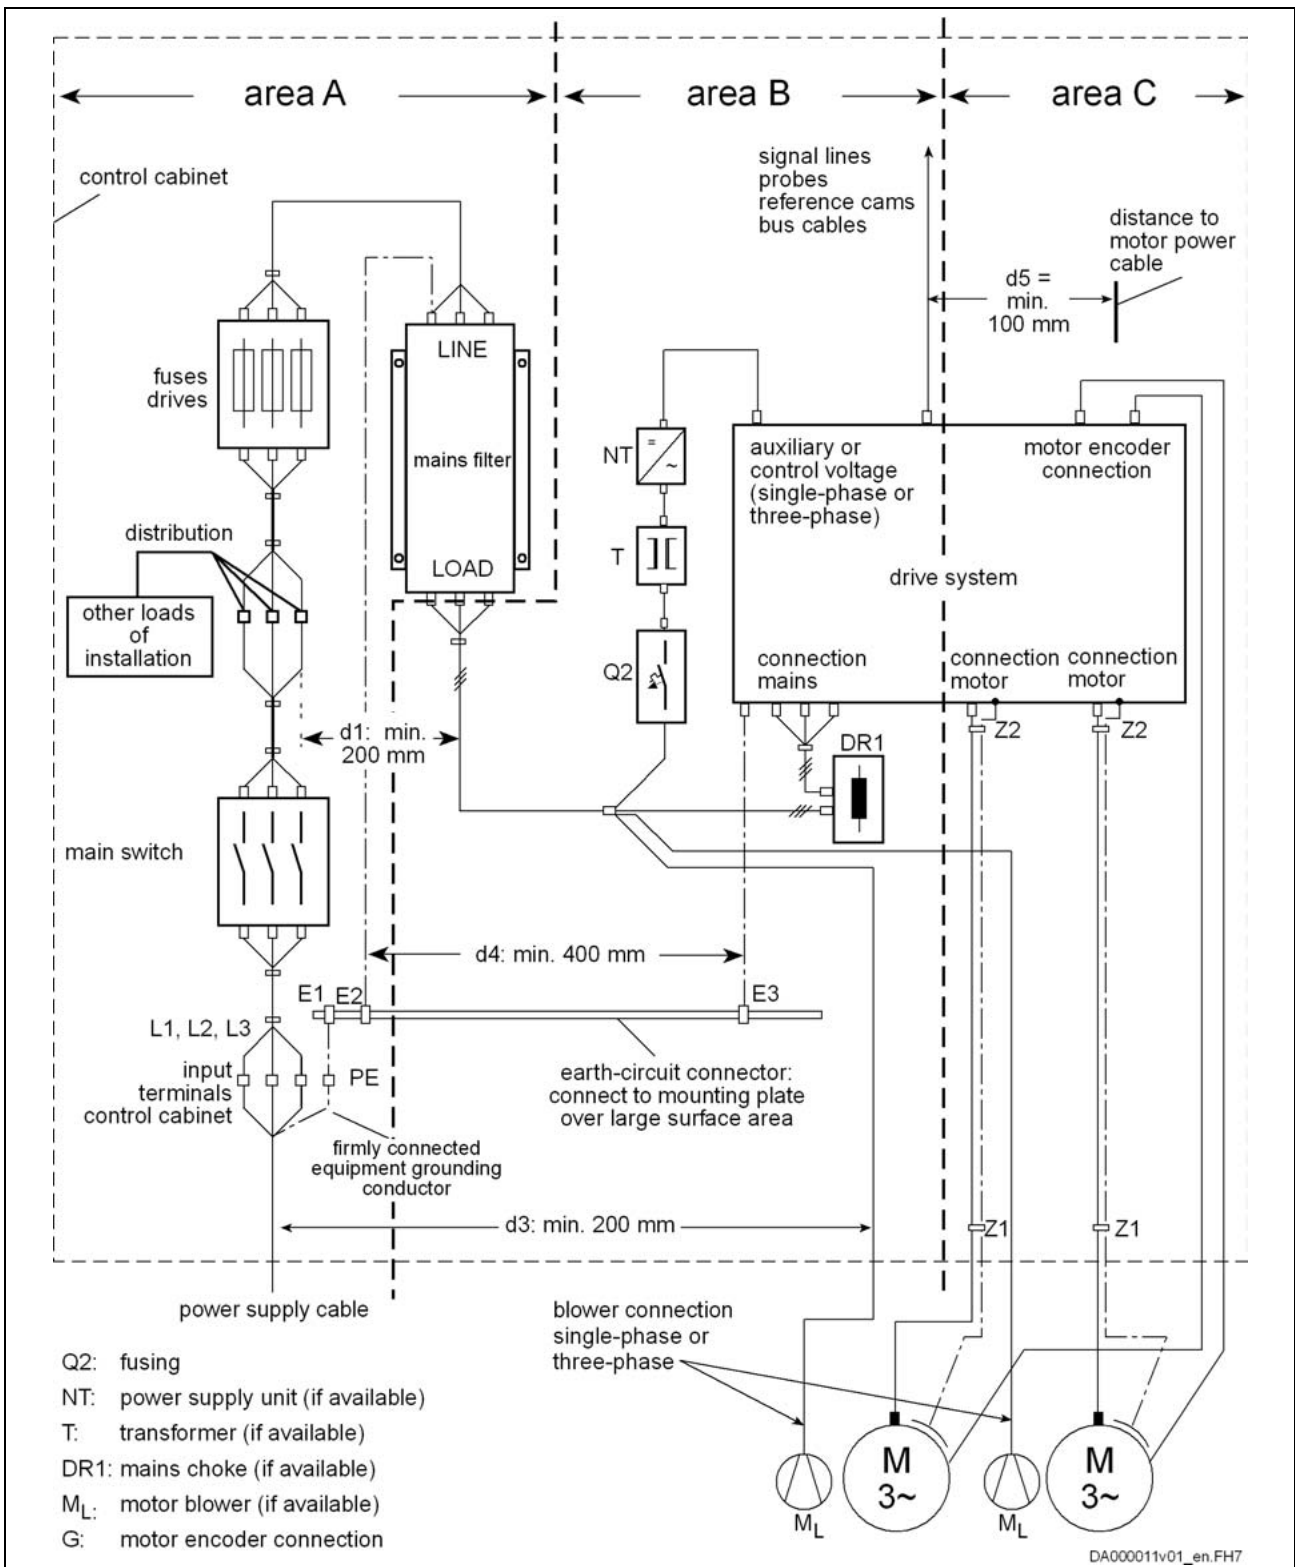 area A
area B
area C
control cabinet
signal lines
probes
reference cams
bus cables
distance to
motor power
cable
d5 =
min.
100 mm
fuses
drives
LINE
mains filter
LOAD
NT
=
~
auxiliary or
control voltage
(single-phase or
three-phase)
motor encoder
connection
distribution
T
drive system
other loads
of
installation
Q2
connection
mains
connection
motor
connection
motor
d1: min.
200 mm
DR1
Z2
Z2
main switch
d4: min. 400 mm
E1
E2
E3
L1, L2, L3
input
terminals
control cabinet
PE
earth-circuit connector:
connect to mounting plate
over large surface area
firmly connected
equipment grounding
conductor
d3: min. 200 mm
Z1
Z1
power supply cable
blower connection
single-phase or
three-phase
Q2: fusing
NT: power supply unit (if available)
T: transformer (if available)
DR1: mains choke (if available)
ML: motor blower (if available)
G: motor encoder connection
M
3~
M
3~
ML
ML
DA000011v01_en.FH7